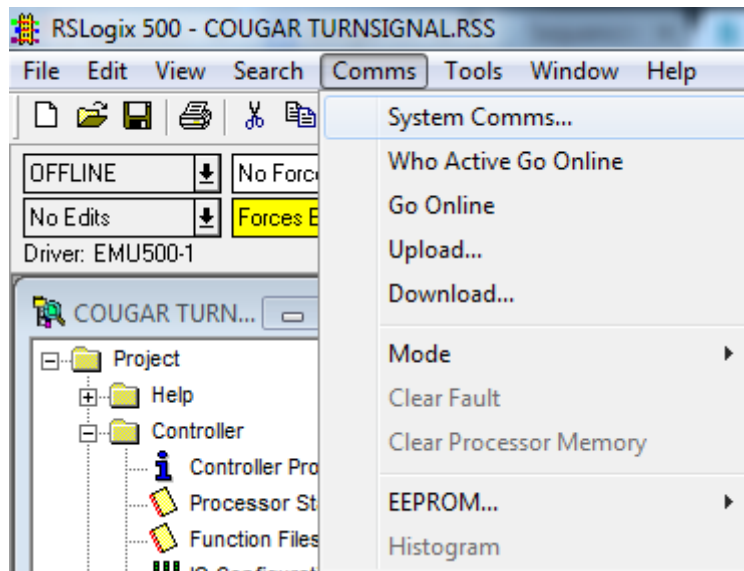 RSLogix 500 - COUGAR TURNSIGNAL.RSS
File Edit View Search Comms Tools Window Help
System Comms...
OFFLINE No Forc
Who Active Go Online
No Edits Forces E
Go Online
Driver: EMU500-1
Upload...
Download...
COUGAR TURN...
Project
Mode
Help
Clear Fault
Controller
Clear Processor Memory
Controller Pro
Processor St
EEPROM...
Function Files
Histogram